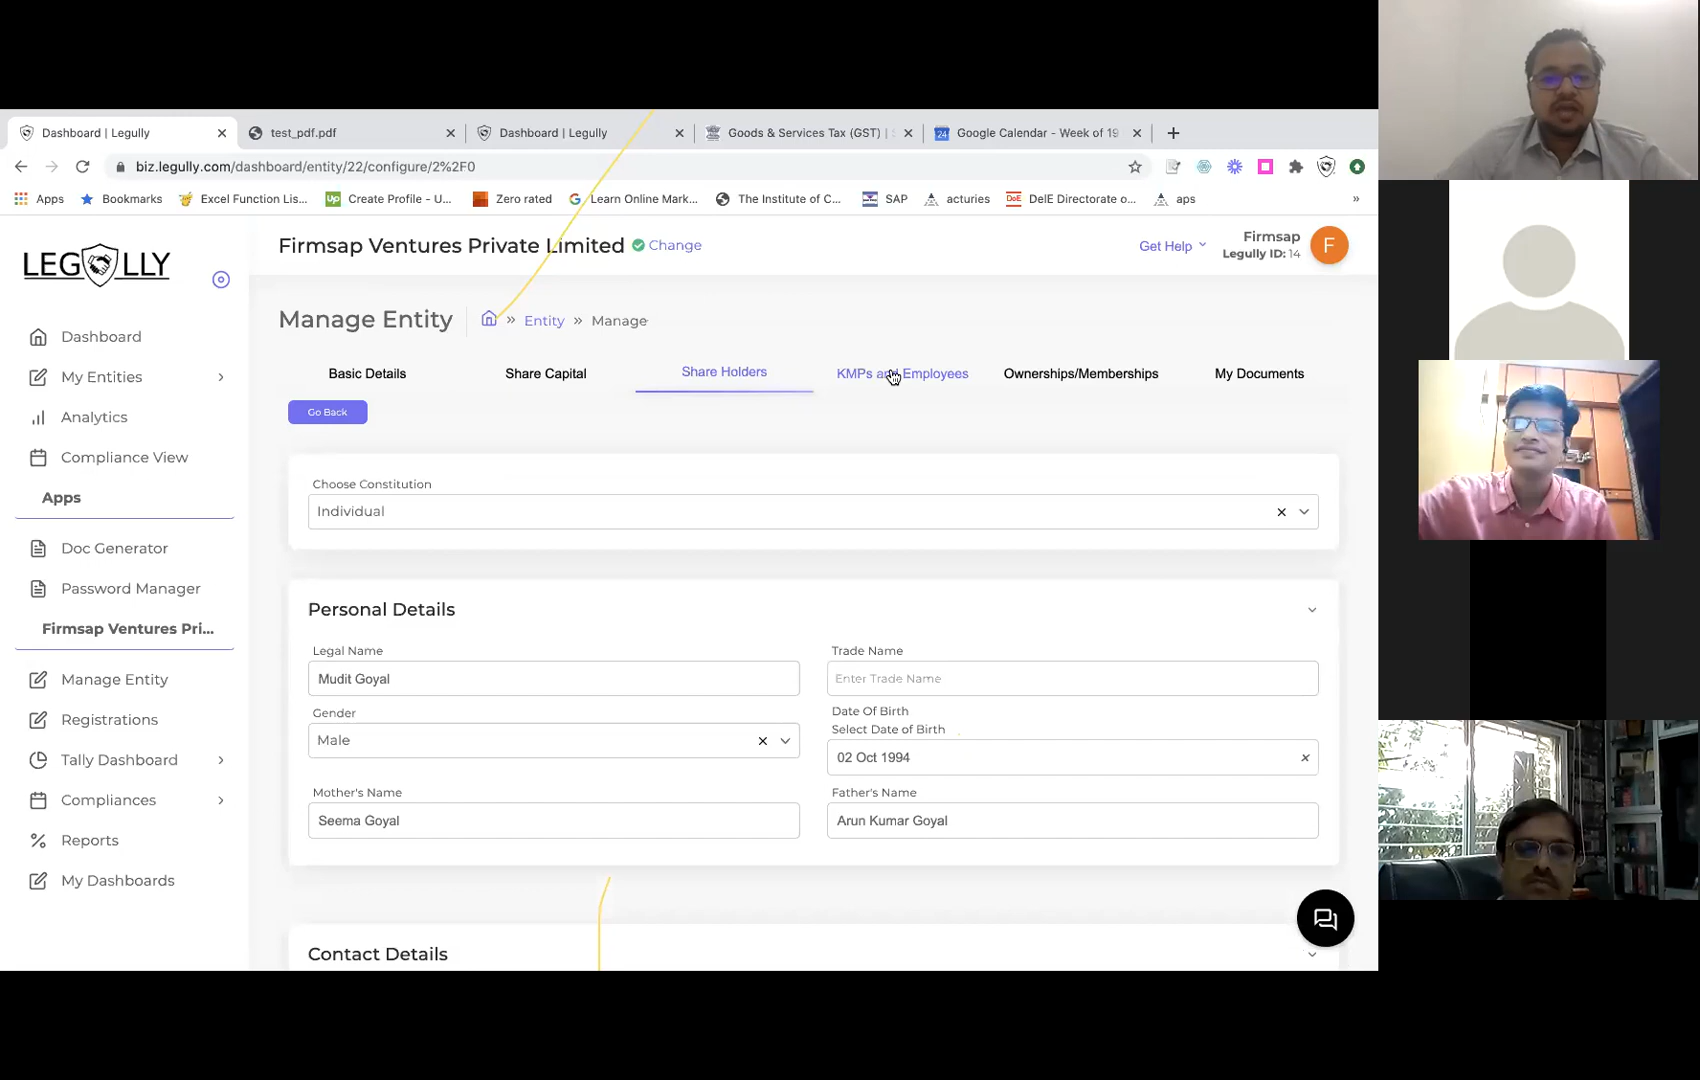 Dashboard | Legully
test_pdf.pdf
Dashboard | Legully
Goods & Services Tax (GST) |
24
Google Calendar - Week of 19
biz.legully.com/dashboard/entity/22/configure/2%2F0
Apps
Bookmarks
Excel Function Lis...
Up
Create Profile - U...
Zero rated
G
Learn Online Mark...
The Institute of C...
SAP
acturies
DoE
DelE Directorate o...
aps
»
LEGULLY
Firmsap Ventures Private Limited
Change
Get Help
Firmsap
Legully ID: 14
F
Dashboard
My Entities
Analytics
Compliance View
Apps
Doc Generator
Password Manager
Firmsap Ventures Pri...
Manage Entity
Registrations
Tally Dashboard
Compliances
Reports
My Dashboards
Manage Entity
» Entity » Manage
Basic Details
Share Capital
Share Holders
KMPs and Employees
Ownerships/Memberships
My Documents
Go Back
Choose Constitution
Individual
Personal Details
Legal Name
Mudit Goyal
Trade Name
Enter Trade Name
Gender
Male
Date Of Birth
Select Date of Birth
02 Oct 1994
Mother's Name
Seema Goyal
Father's Name
Arun Kumar Goyal
Contact Details